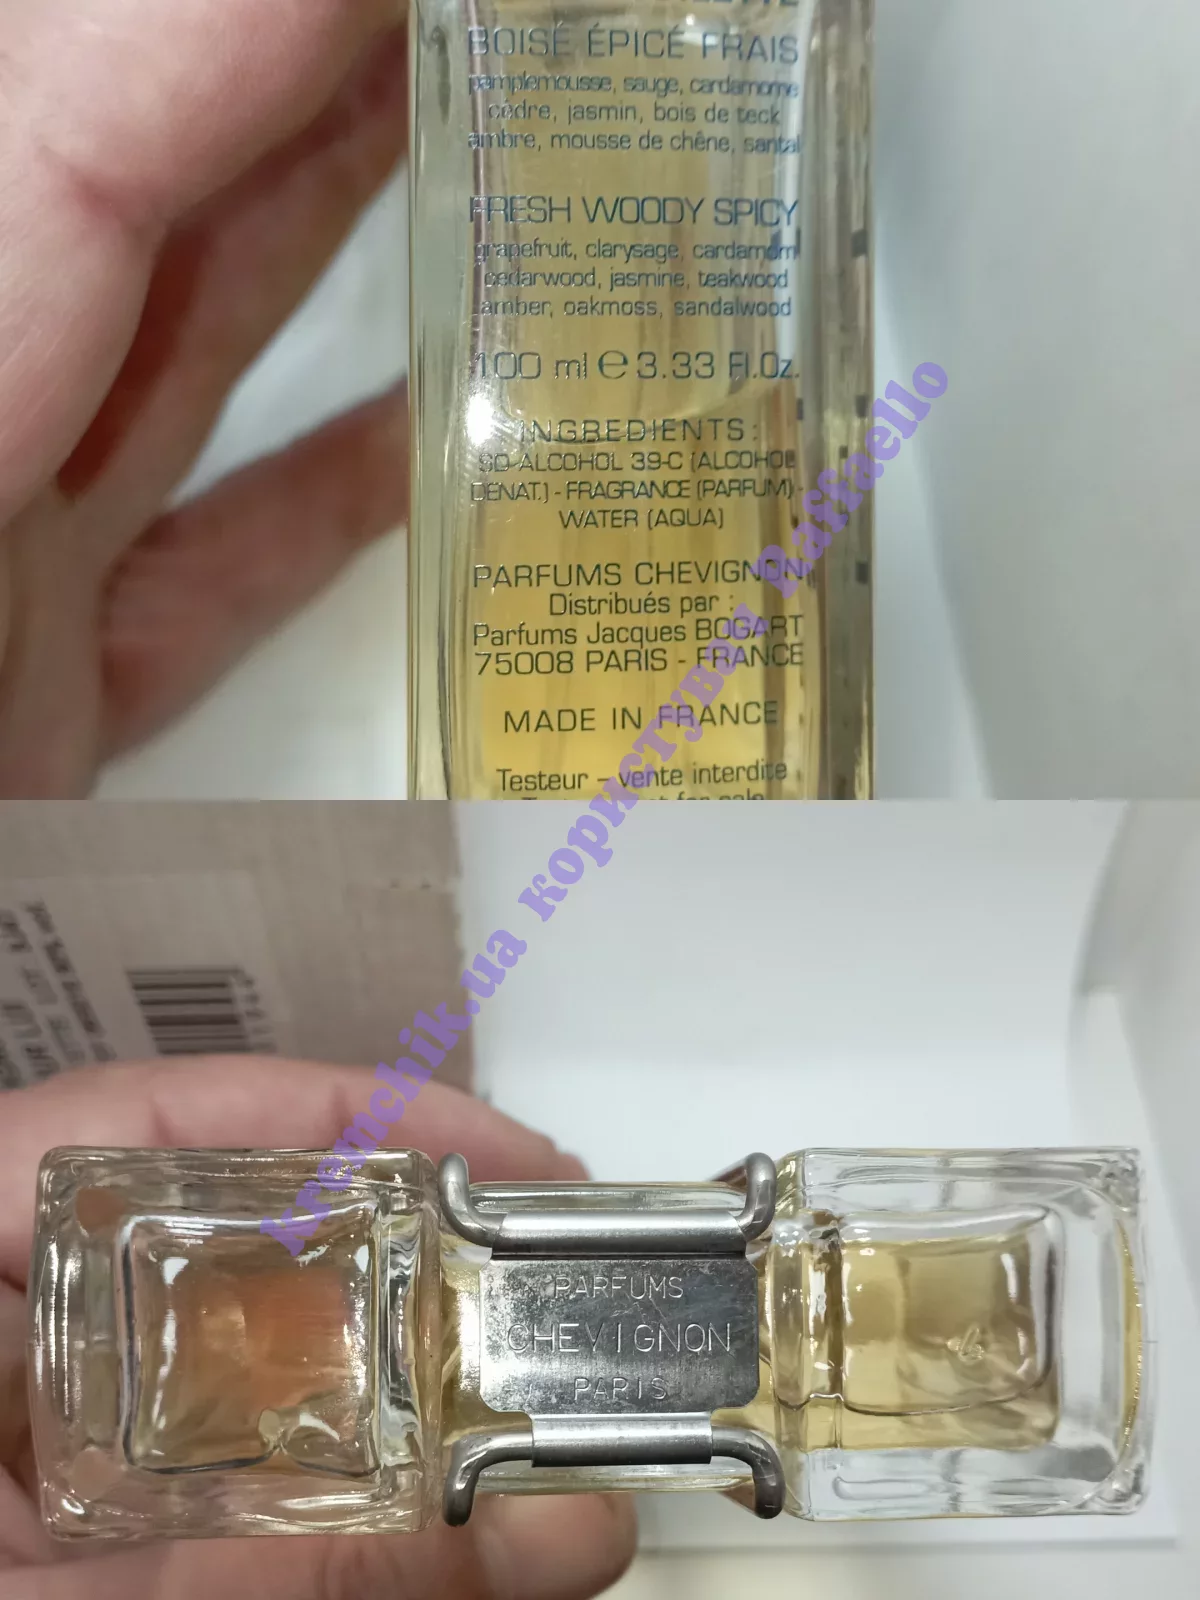 BOISÉ ÉPICÉ FRAIS
pamplemousse, sauge, cardamome
cèdre, jasmin, bois de teck
ambre, mousse de chêne, santal
FRESH WOODY SPICY
grapefruit, clarysage, cardamom
cedarwood, jasmine, teakwood
amber, oakmoss, sandalwood
100 ml e 3.33 Fl.Oz.
INGREDIENTS :
SD-ALCOHOL 39-C (ALCOHOL
DENAT.) - FRAGRANCE (PARFUM) -
WATER (AQUA)
PARFUMS CHEVIGNON
Distribués par :
Parfums Jacques BOGART
75008 PARIS - FRANCE
MADE IN FRANCE
Testeur - vente interdite
kremchik.ua користувач Raffaello
PARFUMS
CHEVIGNON
PARIS